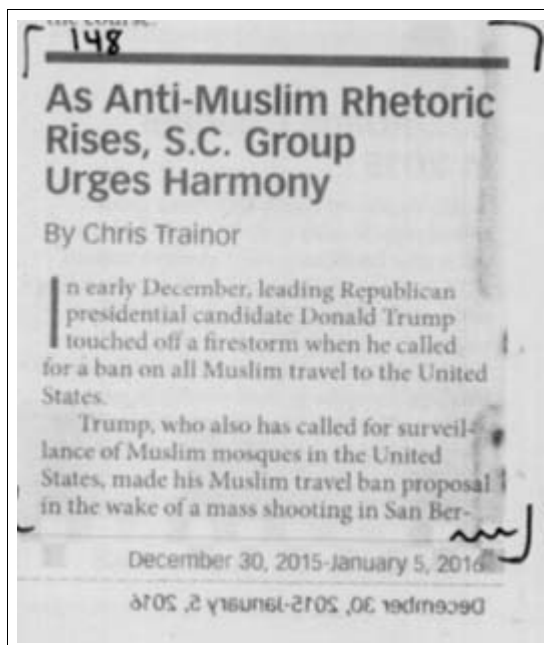 the course.
148
As Anti-Muslim Rhetoric
Rises, S.C. Group
Urges Harmony
By Chris Trainor
In early December, leading Republican
presidential candidate Donald Trump
touched off a firestorm when he called
for a ban on all Muslim travel to the United
States.
Trump, who also has called for surveil-
lance of Muslim mosques in the United
States, made his Muslim travel ban proposal
in the wake of a mass shooting in San Ber-
December 30, 2015-January 5, 2016
December 30, 2015-January 5, 2016